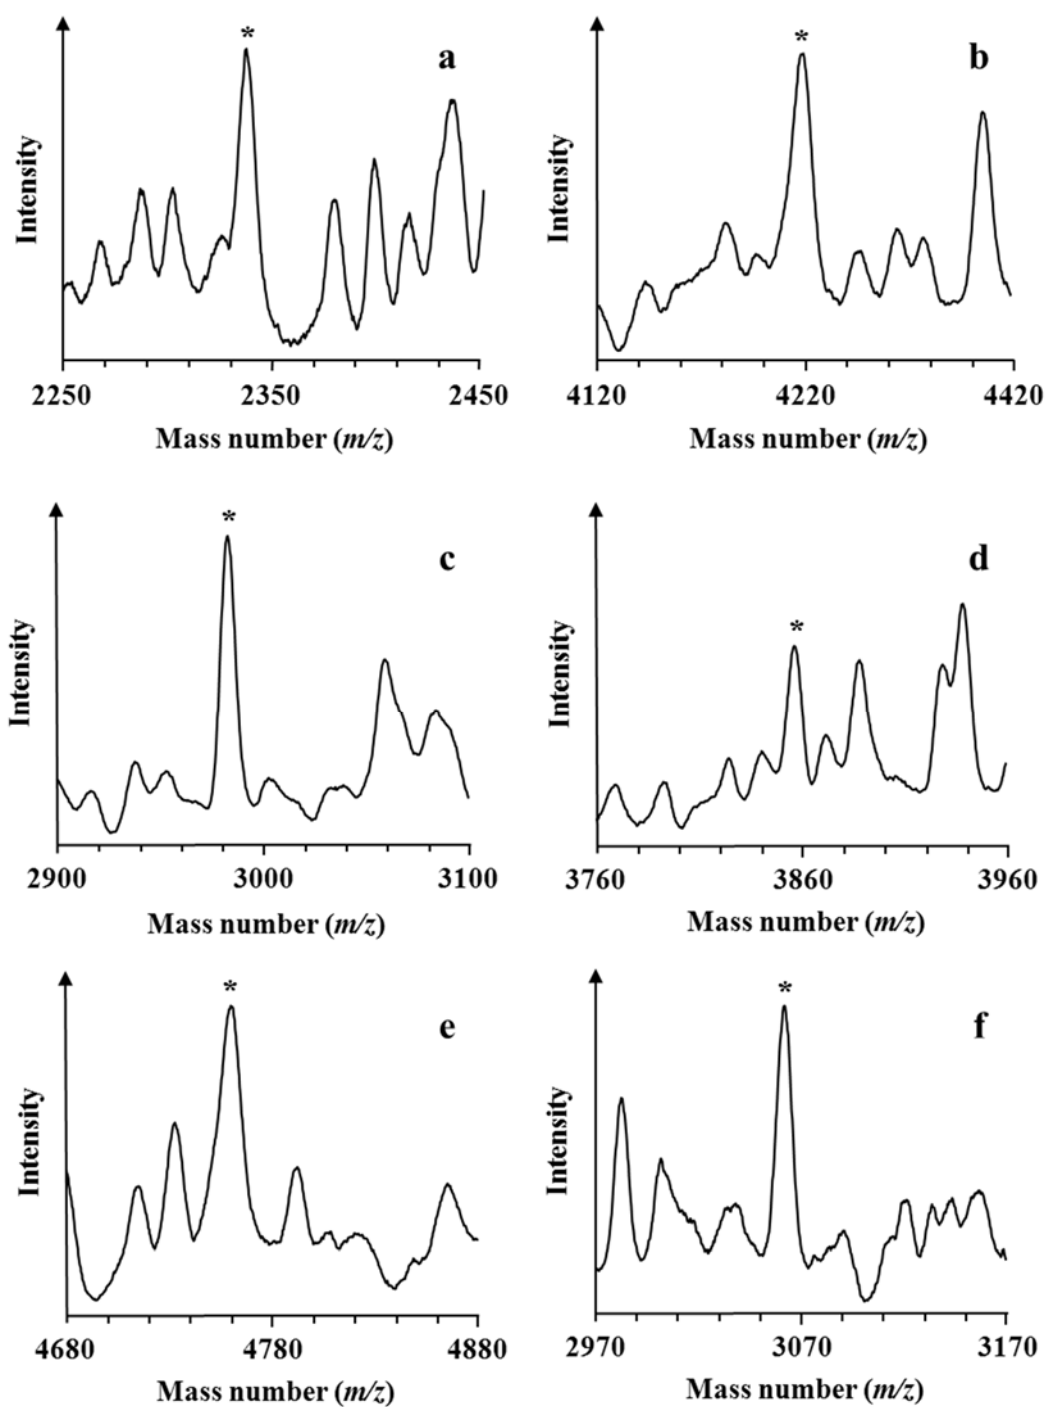 *
a
Intensity
2250 2350 2450
Mass number (m/z)
*
b
Intensity
4120 4220 4420
Mass number (m/z)
*
c
Intensity
2900 3000 3100
Mass number (m/z)
*
d
Intensity
3760 3860 3960
Mass number (m/z)
*
e
Intensity
4680 4780 4880
Mass number (m/z)
*
f
Intensity
2970 3070 3170
Mass number (m/z)